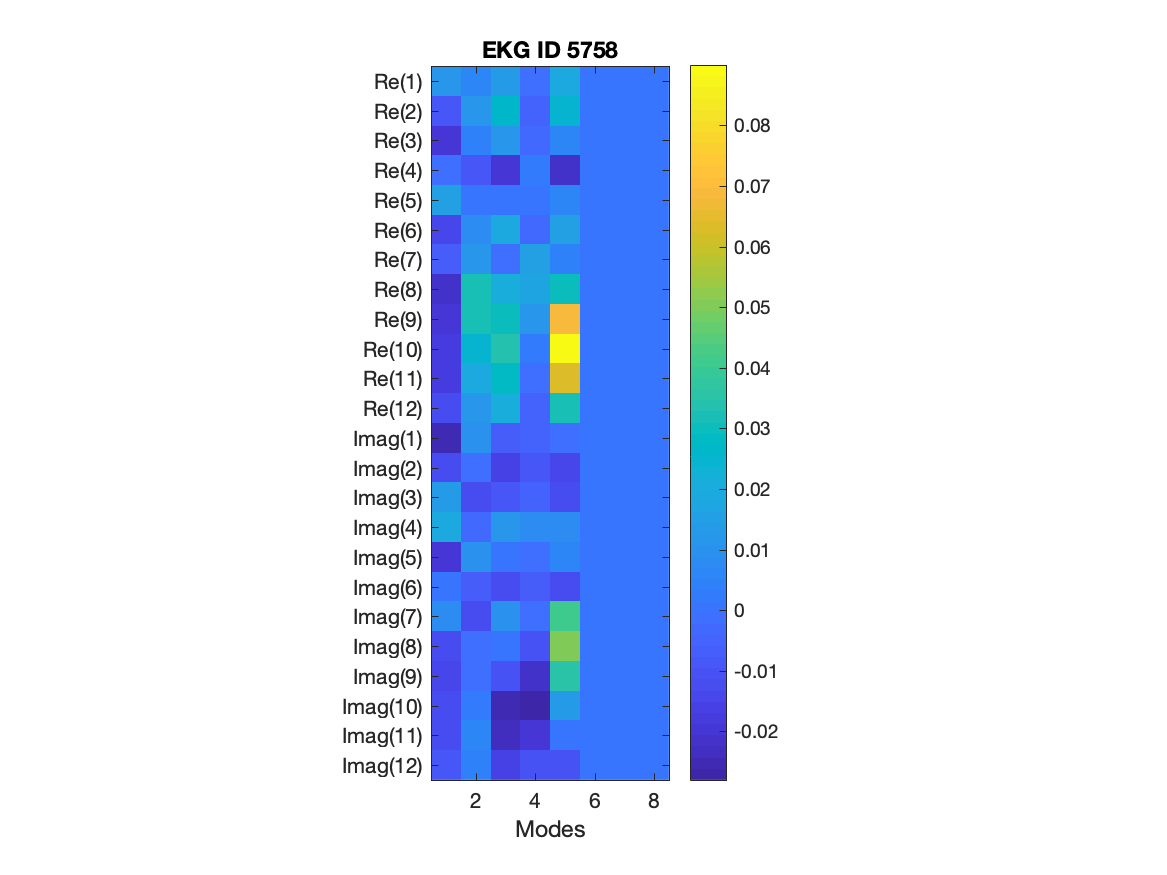 EKG ID 5758
Re(1)
Re(2)
Re(3)
Re(4)
Re(5)
Re(6)
Re(7)
Re(8)
Re(9)
Re(10)
Re(11)
Re(12)
Imag(1)
Imag(2)
Imag(3)
Imag(4)
Imag(5)
Imag(6)
Imag(7)
Imag(8)
Imag(9)
Imag(10)
Imag(11)
Imag(12)
2 4 6 8
Modes
0.08
0.07
0.06
0.05
0.04
0.03
0.02
0.01
0
-0.01
-0.02